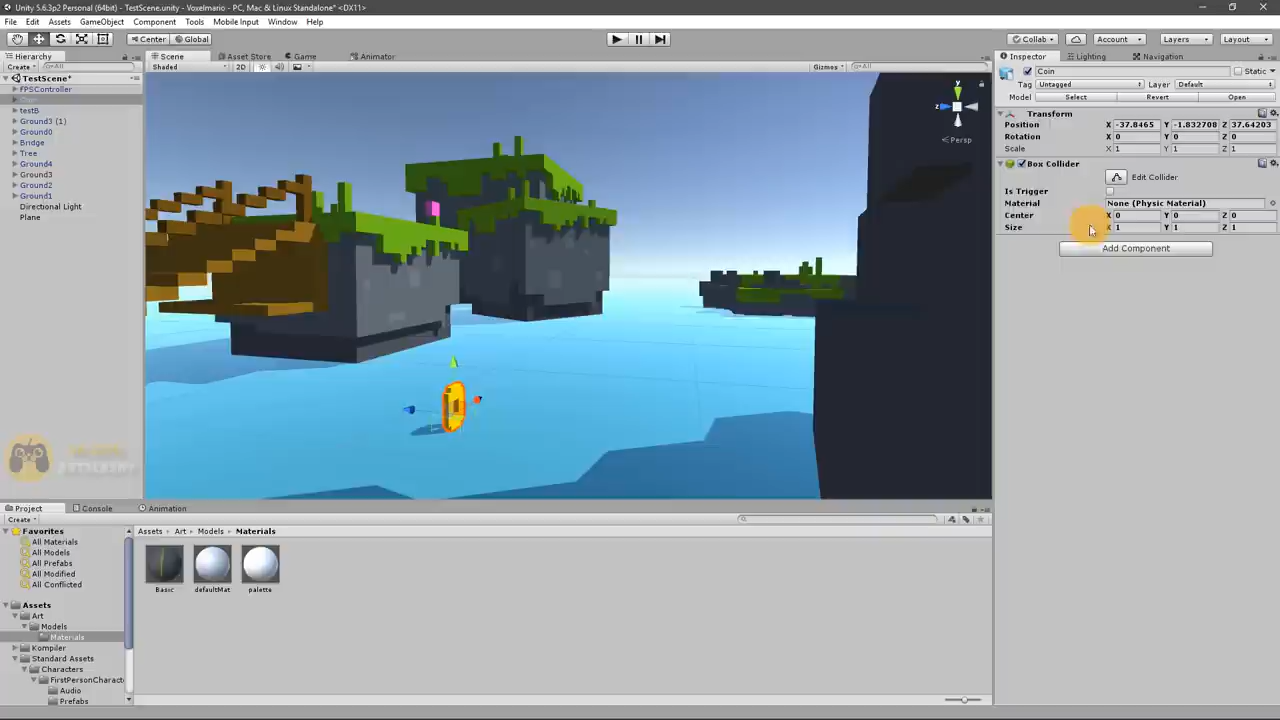 Unity 5.6.3p2 Personal (64bit) - TestScene.unity - Voxelmario - PC, Mac & Linux Standalone* <DX11>
File Edit Assets GameObject Component Tools Mobile Input Window Help
Center Global Collab Account Layers Layout
Hierarchy Scene Asset Store Game Animator Inspector Lighting Navigation
Create All Shaded 2D Gizmos All Coin Static
TestScene* Tag Untagged Layer Default
FPSController Model Select Revert Open
testB
Ground3 (1)
Ground0
Bridge
Tree
Ground4
Ground3
Ground2
Ground1
Directional Light
Plane
y
z
Persp
Transform
Position X -37.8465 Y -1.832708 Z 37.64203
Rotation X 0 Y 0 Z 0
Scale X 1 Y 1 Z 1
Box Collider
Edit Collider
Is Trigger
Material None (Physic Material)
Center X 0 Y 0 Z 0
Size X 1 Y 1 Z 1
Add Component
Project Console Animation
Create
Favorites
All Materials
All Models
All Prefabs
All Modified
All Conflicted
Assets
Art
Models
Materials
Kompiler
Standard Assets
Characters
FirstPersonCharact
Audio
Prefabs
Assets Art Models Materials
Basic defaultMat palette